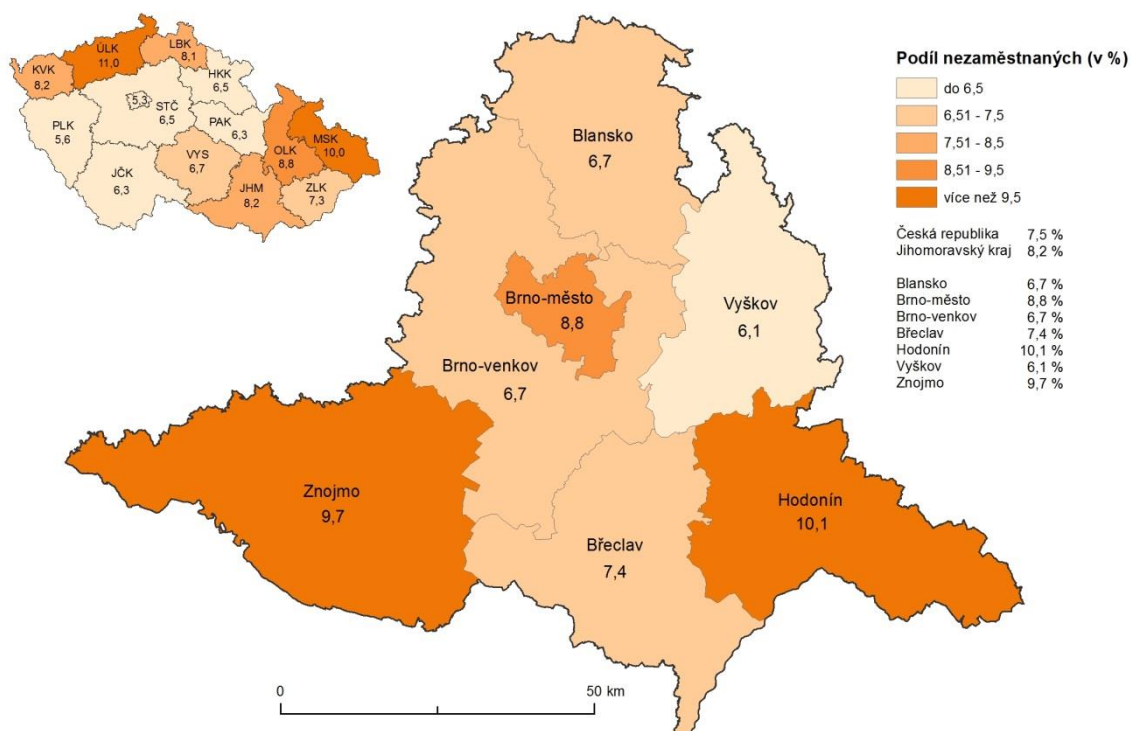 ÚLK
11,0
LBK
8,1
KVK
8,2
HKK
6,5
5,3
STČ
6,5
PLK
5,6
PAK
6,3
MSK
10,0
OLK
8,8
VYS
6,7
JČK
6,3
JHM
8,2
ZLK
7,3
Blansko
6,7
Brno-město
8,8
Vyškov
6,1
Brno-venkov
6,7
Znojmo
9,7
Hodonín
10,1
Břeclav
7,4
0 50 km
Podíl nezaměstnaných (v %)
do 6,5
6,51 - 7,5
7,51 - 8,5
8,51 - 9,5
více než 9,5
Česká republika 7,5 %
Jihomoravský kraj 8,2 %
Blansko 6,7 %
Brno-město 8,8 %
Brno-venkov 6,7 %
Břeclav 7,4 %
Hodonín 10,1 %
Vyškov 6,1 %
Znojmo 9,7 %